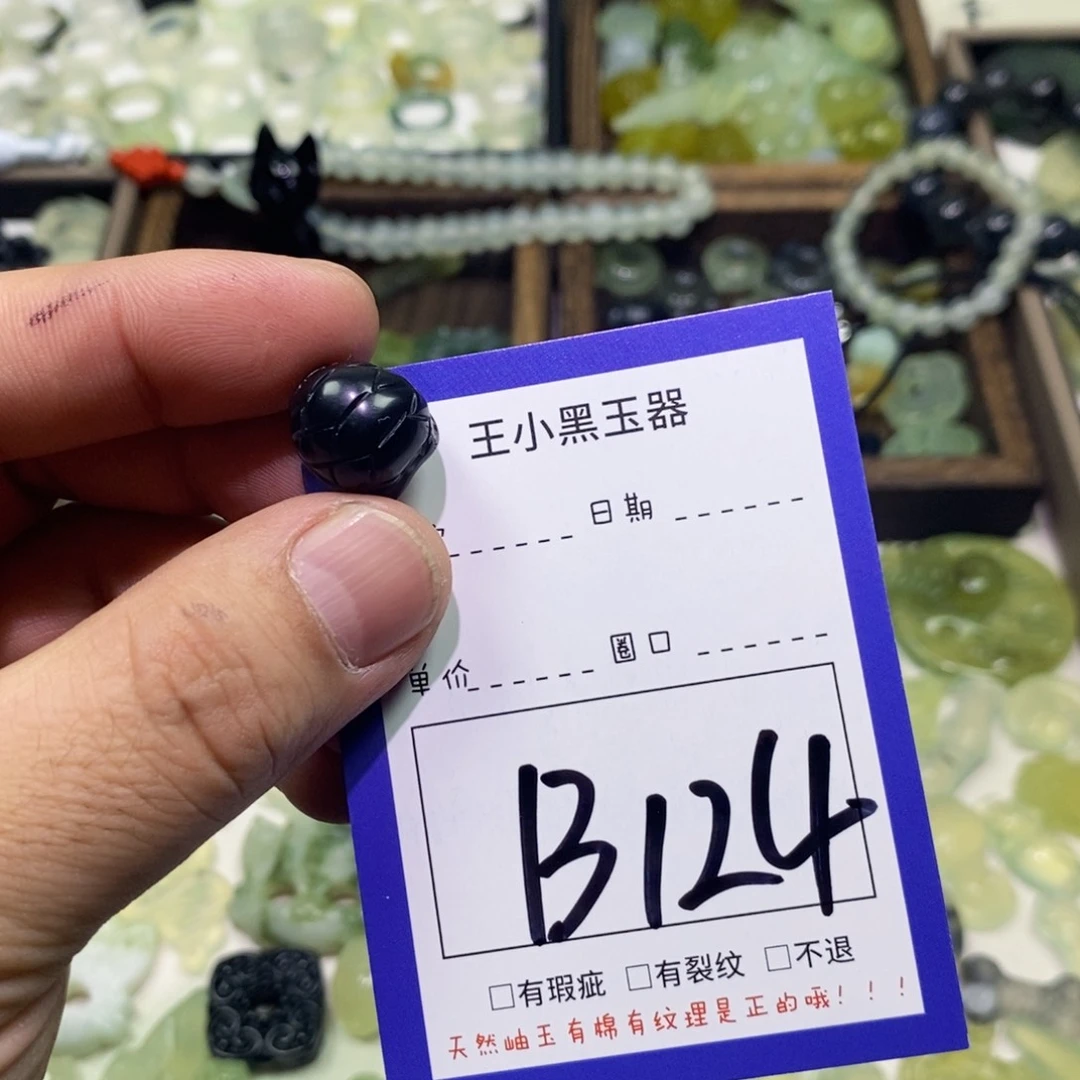 王小黑玉器
日期
单价 圈口
B124
□有瑕疵 □有裂纹 □不退
天然岫玉有棉有纹理是正的哦！！！